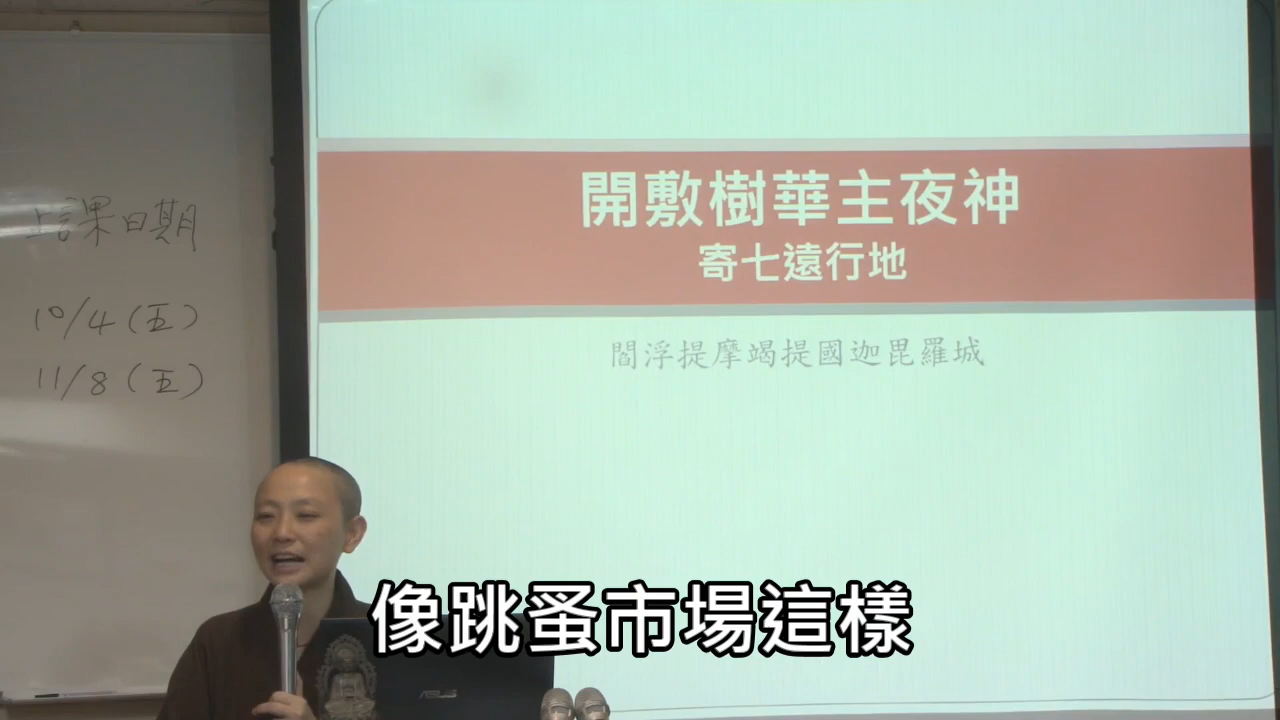 上課日期
10/4(五)
11/8(五)
開敷樹華主夜神
寄七遠行地
閻浮提摩竭提國迦毘羅城
像跳蚤市場這樣
ASUS